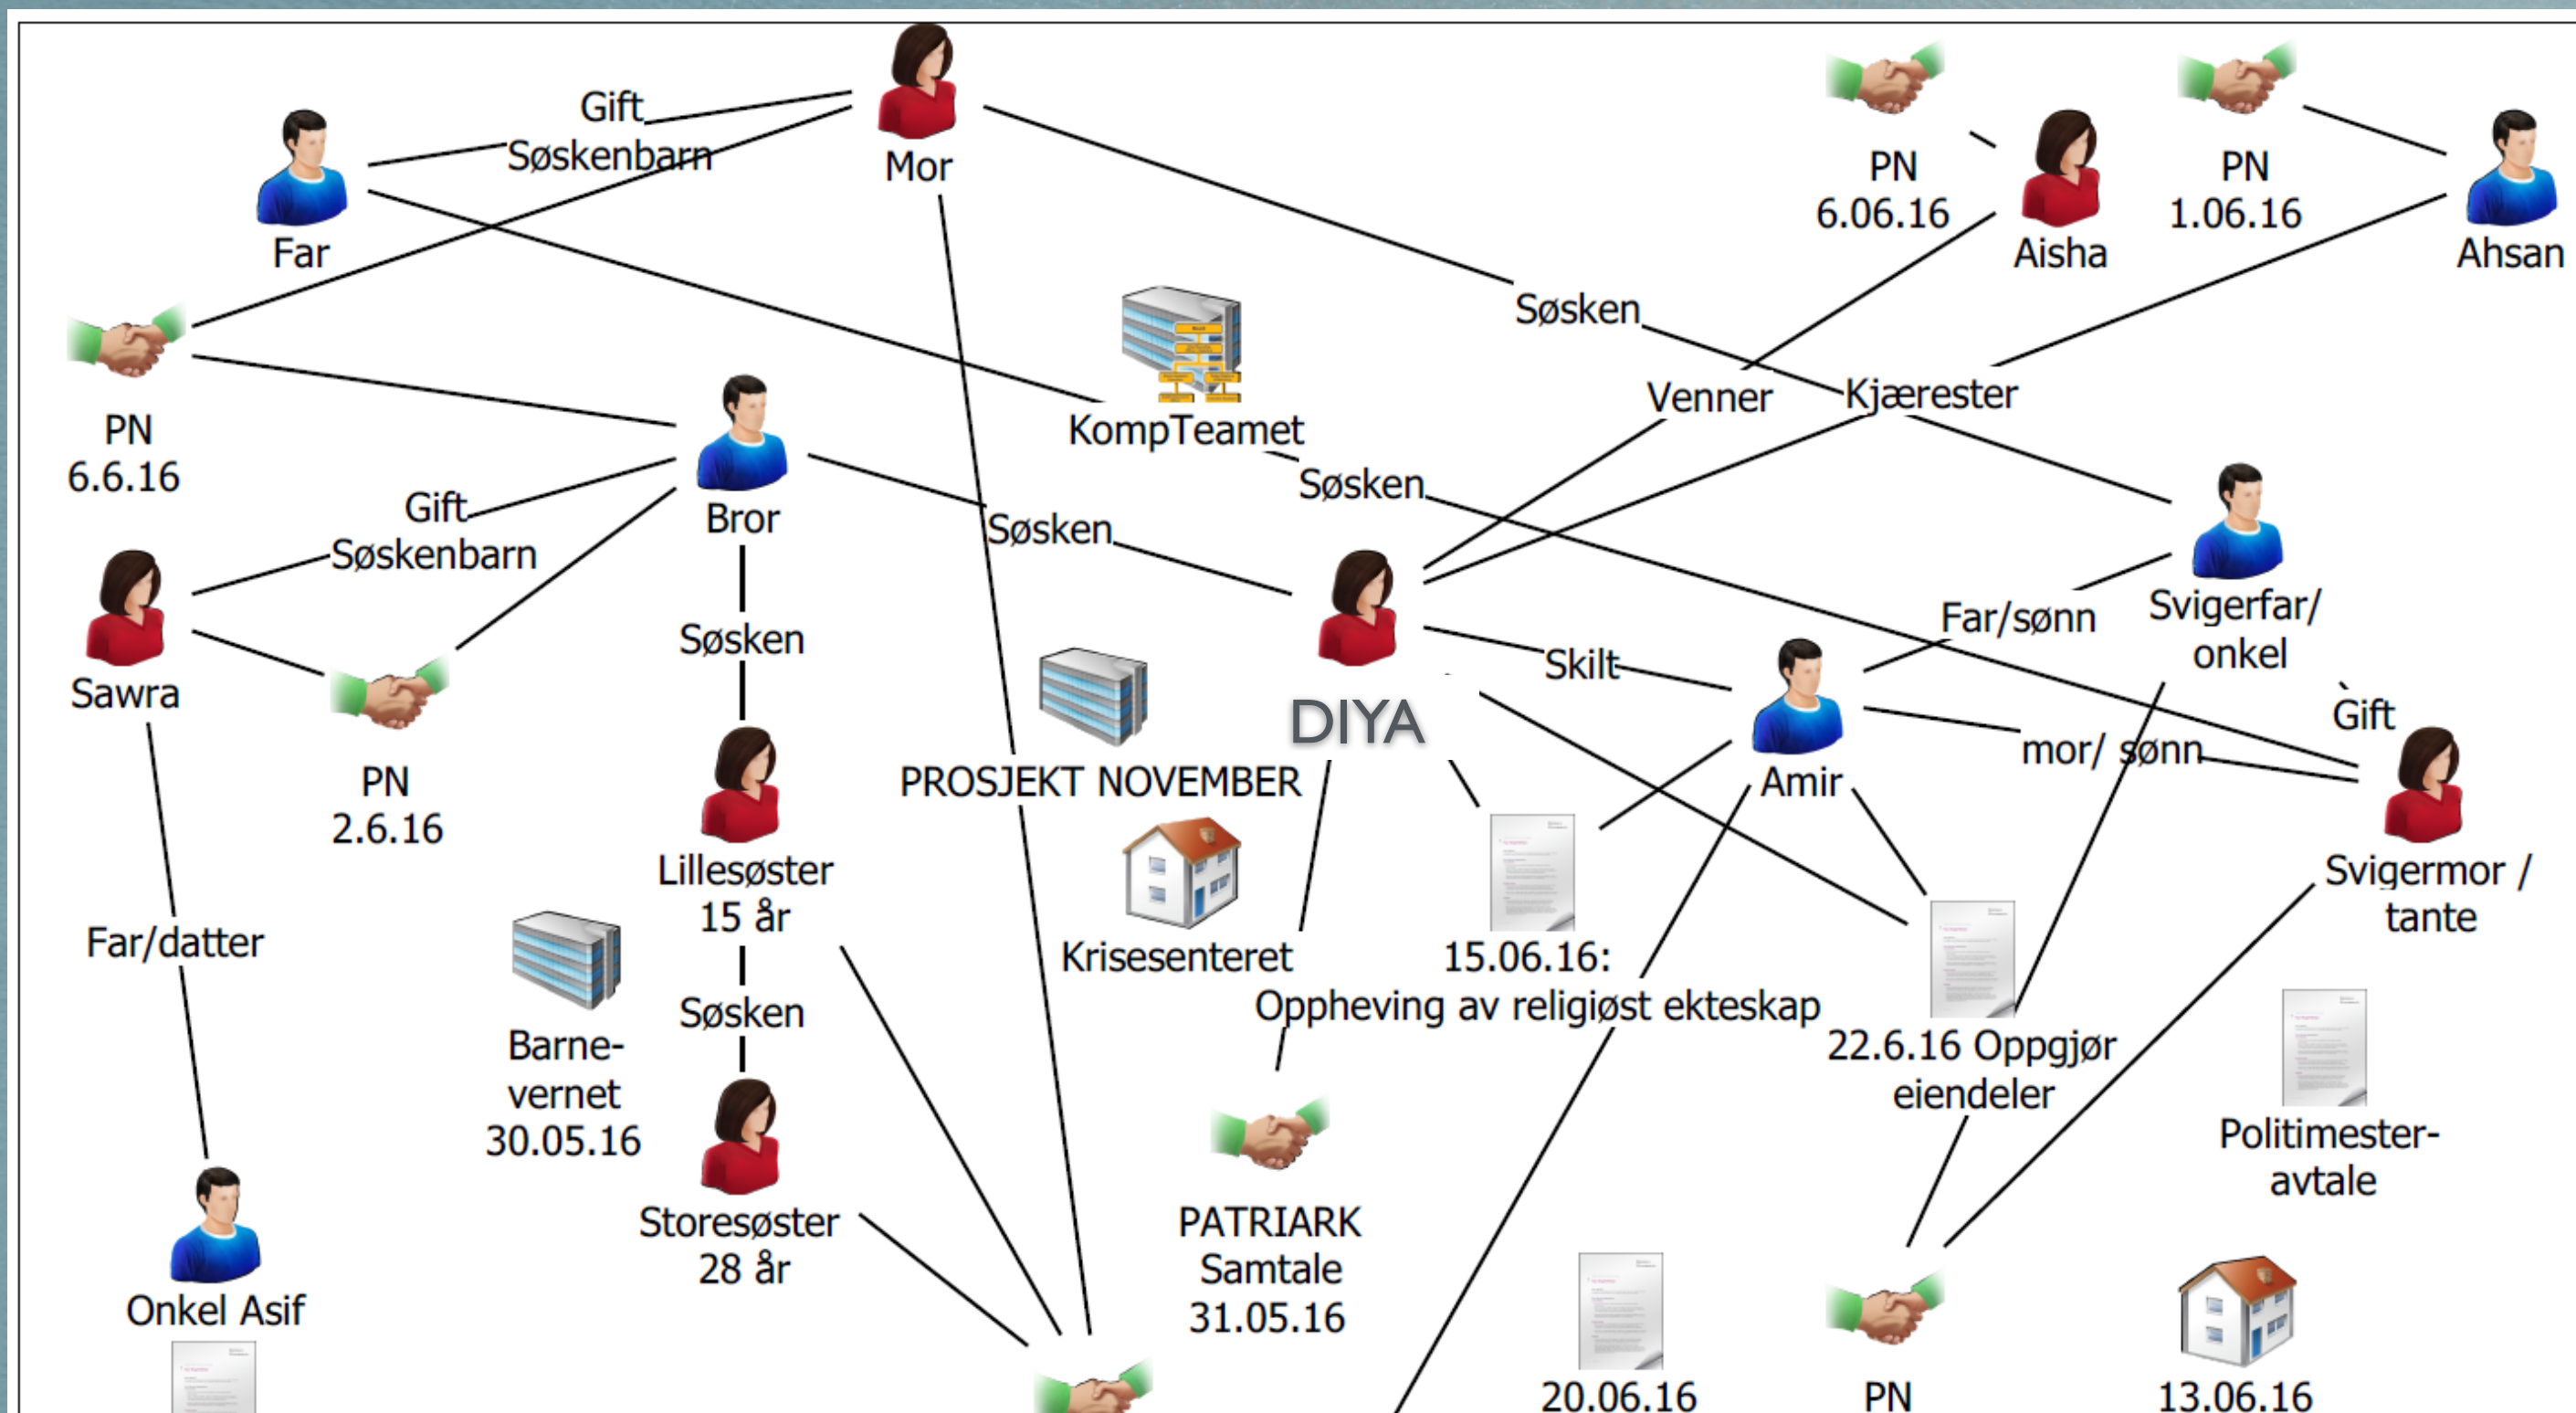 Mor
Gift
Søskenbarn
Far
PN
6.06.16
PN
1.06.16
Aisha
Ahsan
Søsken
KompTeamet
Venner
Kjærester
PN
6.6.16
Søsken
Gift
Søskenbarn
Bror
Søsken
Far/sønn
Svigerfar/
onkel
Søsken
Skilt
Sawra
DIYA
Gift
mor/ sønn
PN
2.6.16
PROSJEKT NOVEMBER
Amir
Lillesøster
15 år
Svigermor /
tante
Far/datter
Krisesenteret
15.06.16:
Oppheving av religiøst ekteskap
Søsken
Barne-
vernet
30.05.16
22.6.16 Oppgjør
eiendeler
Politimester-
avtale
Storesøster
28 år
PATRIARK
Samtale
31.05.16
Onkel Asif
20.06.16
PN
13.06.16